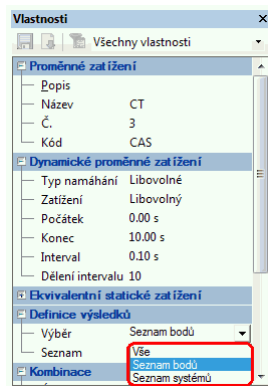 Vlastnosti
Všechny vlastnosti
Proměnné zatížení
Popis
Název CT
Č. 3
Kód CAS
Dynamické proměnné zatížení
Typ namáhání Libovolné
Zatížení Libovolný
Počátek 0.00 s
Konec 10.00 s
Interval 0.10 s
Dělení intervalu 10
Ekvivalentní statické zatížení
Definice výsledků
Výběr Seznam bodů
Seznam Vše
Seznam bodů
Kombinace Seznam systémů